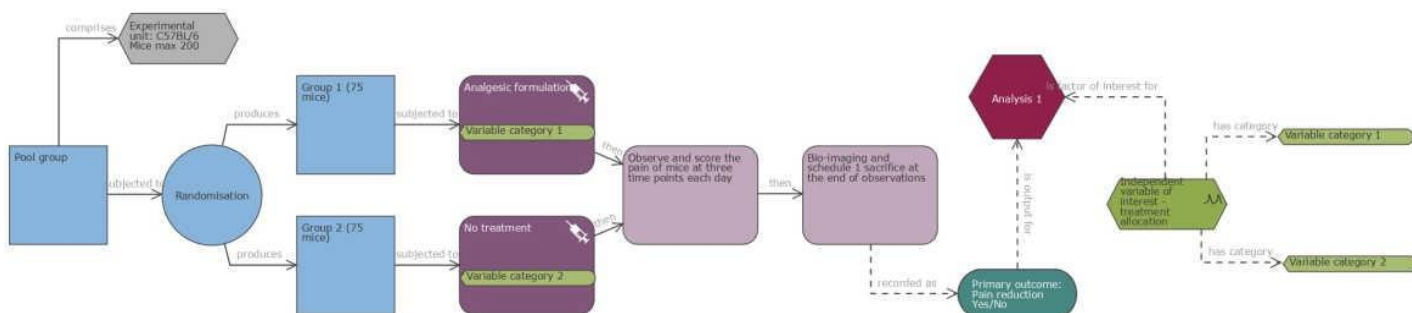 comprises
Experimental
unit: C57BL/6
Mice max 200
Pool group
subjected to
Randomisation
produces
produces
Group 1 (75
mice)
Group 2 (75
mice)
subjected to
subjected to
Analgesic formulation
Variable category 1
No treatment
Variable category 2
then
then
Observe and score the
pain of mice at three
time points each day
then
Bio-imaging and
schedule 1 sacrifice at
the end of observations
recorded as
Primary outcome:
Pain reduction
Yes/No
is output for
Analysis 1
is factor of interest for
Independent
variable of
interest -
treatment
allocation
has category
Variable category 1
has category
Variable category 2